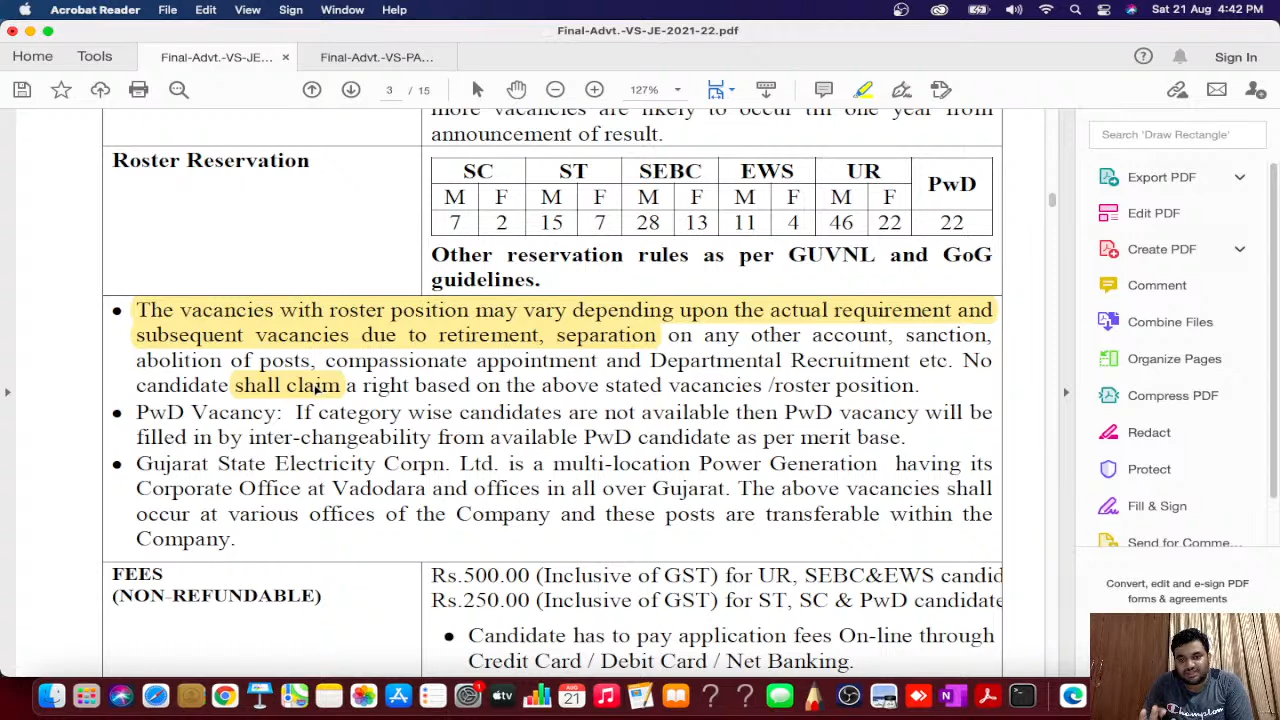 Acrobat Reader File Edit View Sign Window Help Sat 21 Aug 4:42 PM
Final-Advt.-VS-JE-2021-22.pdf
Home Tools Final-Advt.-VS-JE... × Final-Advt.-VS-PA... Sign In
3 / 15 127%
more vacancies are likely to occur till one year from
announcement of result.
Roster Reservation
SC ST SEBC EWS UR PwD
M F M F M F M F M F
7 2 15 7 28 13 11 4 46 22 22
Other reservation rules as per GUVNL and GoG
guidelines.
• The vacancies with roster position may vary depending upon the actual requirement and
subsequent vacancies due to retirement, separation on any other account, sanction,
abolition of posts, compassionate appointment and Departmental Recruitment etc. No
candidate shall claim a right based on the above stated vacancies /roster position.
• PwD Vacancy: If category wise candidates are not available then PwD vacancy will be
filled in by inter-changeability from available PwD candidate as per merit base.
• Gujarat State Electricity Corpn. Ltd. is a multi-location Power Generation having its
Corporate Office at Vadodara and offices in all over Gujarat. The above vacancies shall
occur at various offices of the Company and these posts are transferable within the
Company.
FEES
(NON-REFUNDABLE)
Rs.500.00 (Inclusive of GST) for UR, SEBC&EWS candid
Rs.250.00 (Inclusive of GST) for ST, SC & PwD candidate
• Candidate has to pay application fees On-line through
Credit Card / Debit Card / Net Banking.
Search 'Draw Rectangle'
Export PDF
Edit PDF
Create PDF
Comment
Combine Files
Organize Pages
Compress PDF
Redact
Protect
Fill & Sign
Send for Comme...
Convert, edit and e-sign PDF
forms & agreements
Champion
tv
AUG
21